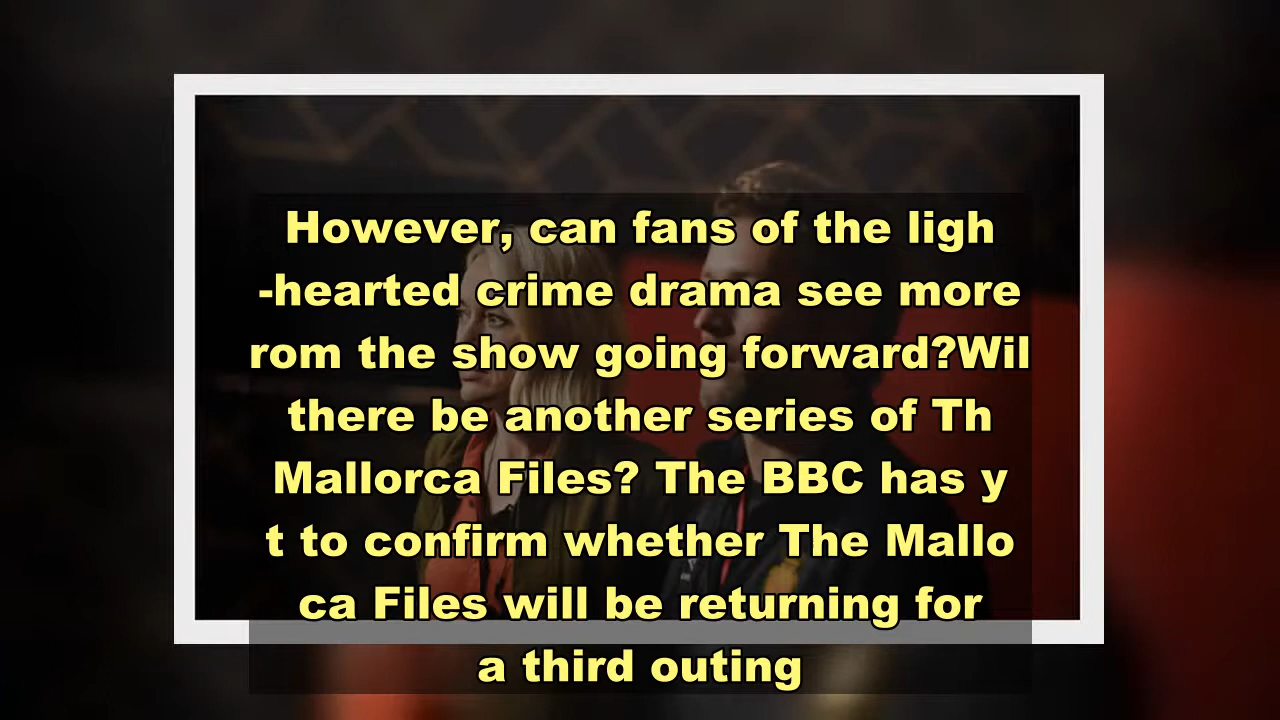 However, can fans of the ligh
-hearted crime drama see more
rom the show going forward?Wil
there be another series of Th
Mallorca Files? The BBC has y
t to confirm whether The Mallo
ca Files will be returning for
a third outing